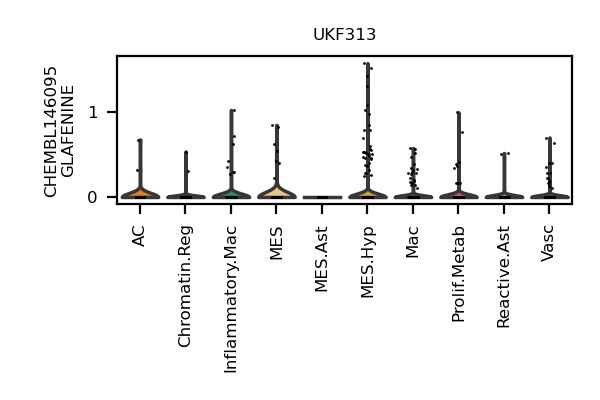 UKF313
CHEMBL146095
GLAFENINE
1
0
AC
Chromatin.Reg
Inflammatory.Mac
MES
MES.Ast
MES.Hyp
Mac
Prolif.Metab
Reactive.Ast
Vasc